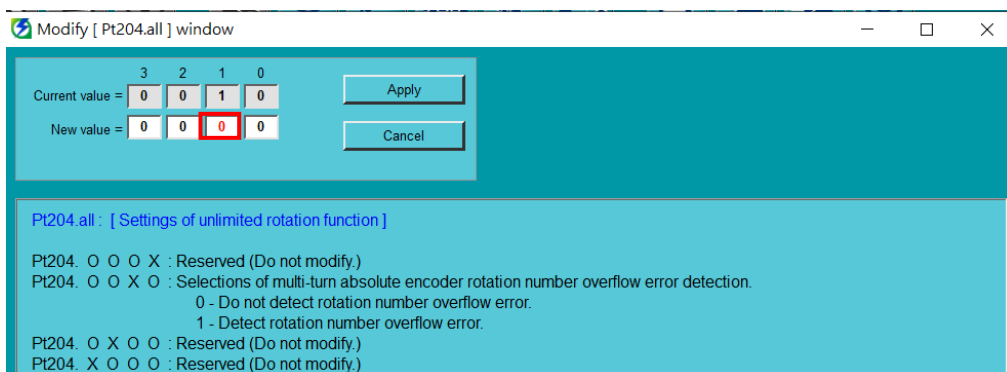 Modify [ Pt204.all ] window
3 2 1 0
Current value = 0 0 1 0
Apply
New value = 0 0 0 0
Cancel
Pt204.all : [ Settings of unlimited rotation function ]
Pt204. O O O X : Reserved (Do not modify.)
Pt204. O O X O : Selections of multi-turn absolute encoder rotation number overflow error detection.
0 - Do not detect rotation number overflow error.
1 - Detect rotation number overflow error.
Pt204. O X O O : Reserved (Do not modify.)
Pt204. X O O O : Reserved (Do not modify.)